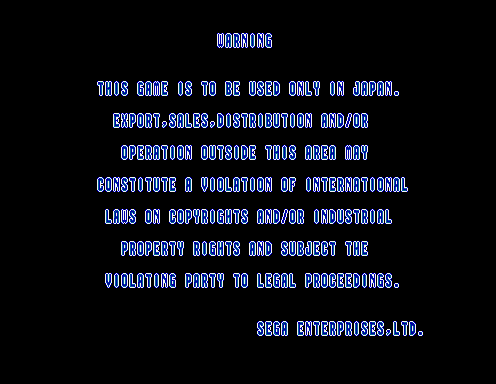 WARNING
THIS GAME IS TO BE USED ONLY IN JAPAN.
EXPORT,SALES,DISTRIBUTION AND/OR
OPERATION OUTSIDE THIS AREA MAY
CONSTITUTE A VIOLATION OF INTERNATIONAL
LAWS ON COPYRIGHTS AND/OR INDUSTRIAL
PROPERTY RIGHTS AND SUBJECT THE
VIOLATING PARTY TO LEGAL PROCEEDINGS.
SEGA ENTERPRISES,LTD.